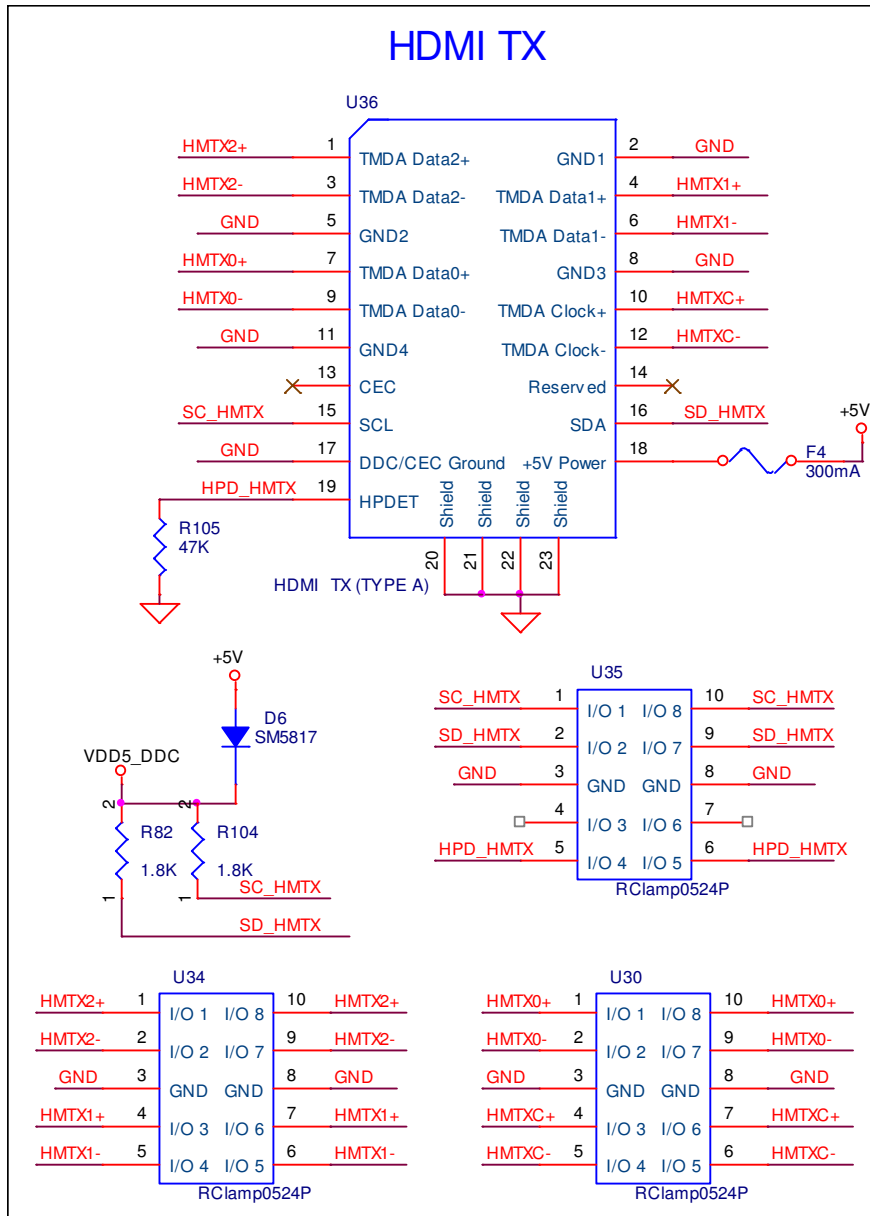 HDMI TX
U36
HMTX2+ 1 TMDA Data2+ GND1 2 GND
HMTX2- 3 TMDA Data2- TMDA Data1+ 4 HMTX1+
GND 5 GND2 TMDA Data1- 6 HMTX1-
HMTX0+ 7 TMDA Data0+ GND3 8 GND
HMTX0- 9 TMDA Data0- TMDA Clock+ 10 HMTXC+
GND 11 GND4 TMDA Clock- 12 HMTXC-
13 CEC Reserved 14
SC_HMTX 15 SCL SDA 16 SD_HMTX
GND 17 DDC/CEC Ground +5V Power 18
+5V
F4
300mA
HPD_HMTX 19 HPDET
Shield Shield Shield Shield
20 21 22 23
R105
47K
HDMI TX (TYPE A)
+5V
D6
SM5817
VDD5_DDC
2 2
R82 R104
1.8K 1.8K
1 1
SC_HMTX
SD_HMTX
U35
SC_HMTX 1 I/O 1 I/O 8 10 SC_HMTX
SD_HMTX 2 I/O 2 I/O 7 9 SD_HMTX
GND 3 GND GND 8 GND
4 I/O 3 I/O 6 7
HPD_HMTX 5 I/O 4 I/O 5 6 HPD_HMTX
RClamp0524P
U34
HMTX2+ 1 I/O 1 I/O 8 10 HMTX2+
HMTX2- 2 I/O 2 I/O 7 9 HMTX2-
GND 3 GND GND 8 GND
HMTX1+ 4 I/O 3 I/O 6 7 HMTX1+
HMTX1- 5 I/O 4 I/O 5 6 HMTX1-
RClamp0524P
U30
HMTX0+ 1 I/O 1 I/O 8 10 HMTX0+
HMTX0- 2 I/O 2 I/O 7 9 HMTX0-
GND 3 GND GND 8 GND
HMTXC+ 4 I/O 3 I/O 6 7 HMTXC+
HMTXC- 5 I/O 4 I/O 5 6 HMTXC-
RClamp0524P